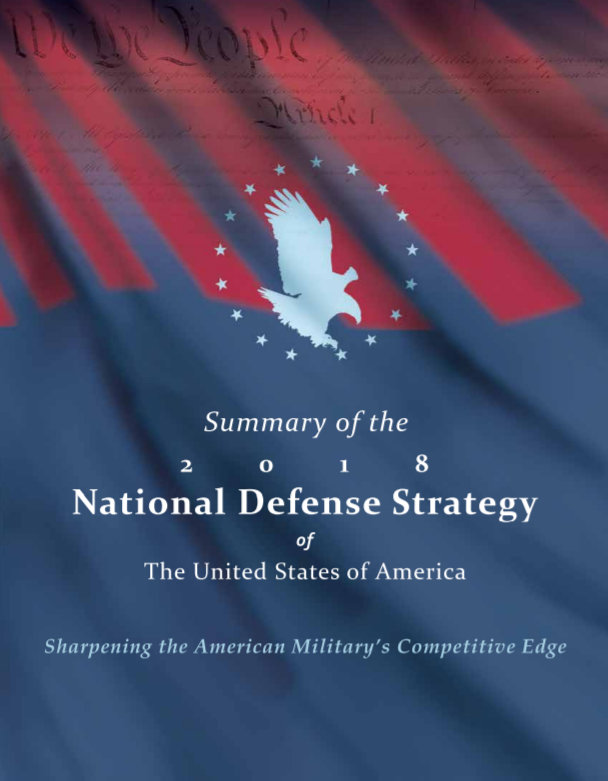 We the People
Article 1
Summary of the
2 0 1 8
National Defense Strategy
of
The United States of America
Sharpening the American Military's Competitive Edge